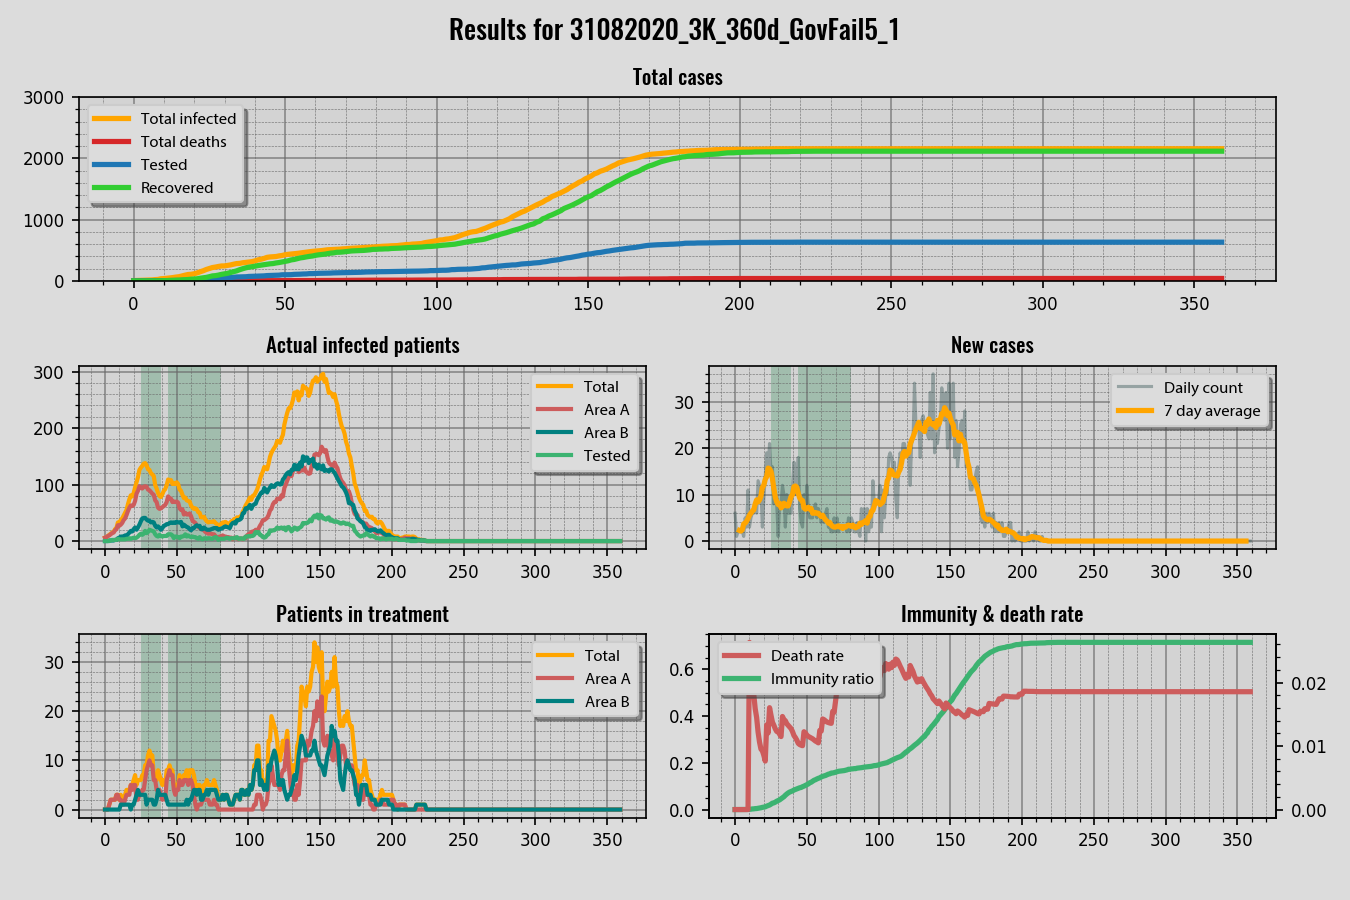 Results for 31082020_3K_360d_GovFail5_1
Total cases
3000
2000
1000
0
Total infected
Total deaths
Tested
Recovered
0 50 100 150 200 250 300 350
Actual infected patients
300
200
100
0
Total
Area A
Area B
Tested
0 50 100 150 200 250 300 350
New cases
30
20
10
0
Daily count
7 day average
0 50 100 150 200 250 300 350
Patients in treatment
30
20
10
0
Total
Area A
Area B
0 50 100 150 200 250 300 350
Immunity & death rate
0.6
0.4
0.2
0.0
Death rate
Immunity ratio
0.02
0.01
0.00
0 50 100 150 200 250 300 350